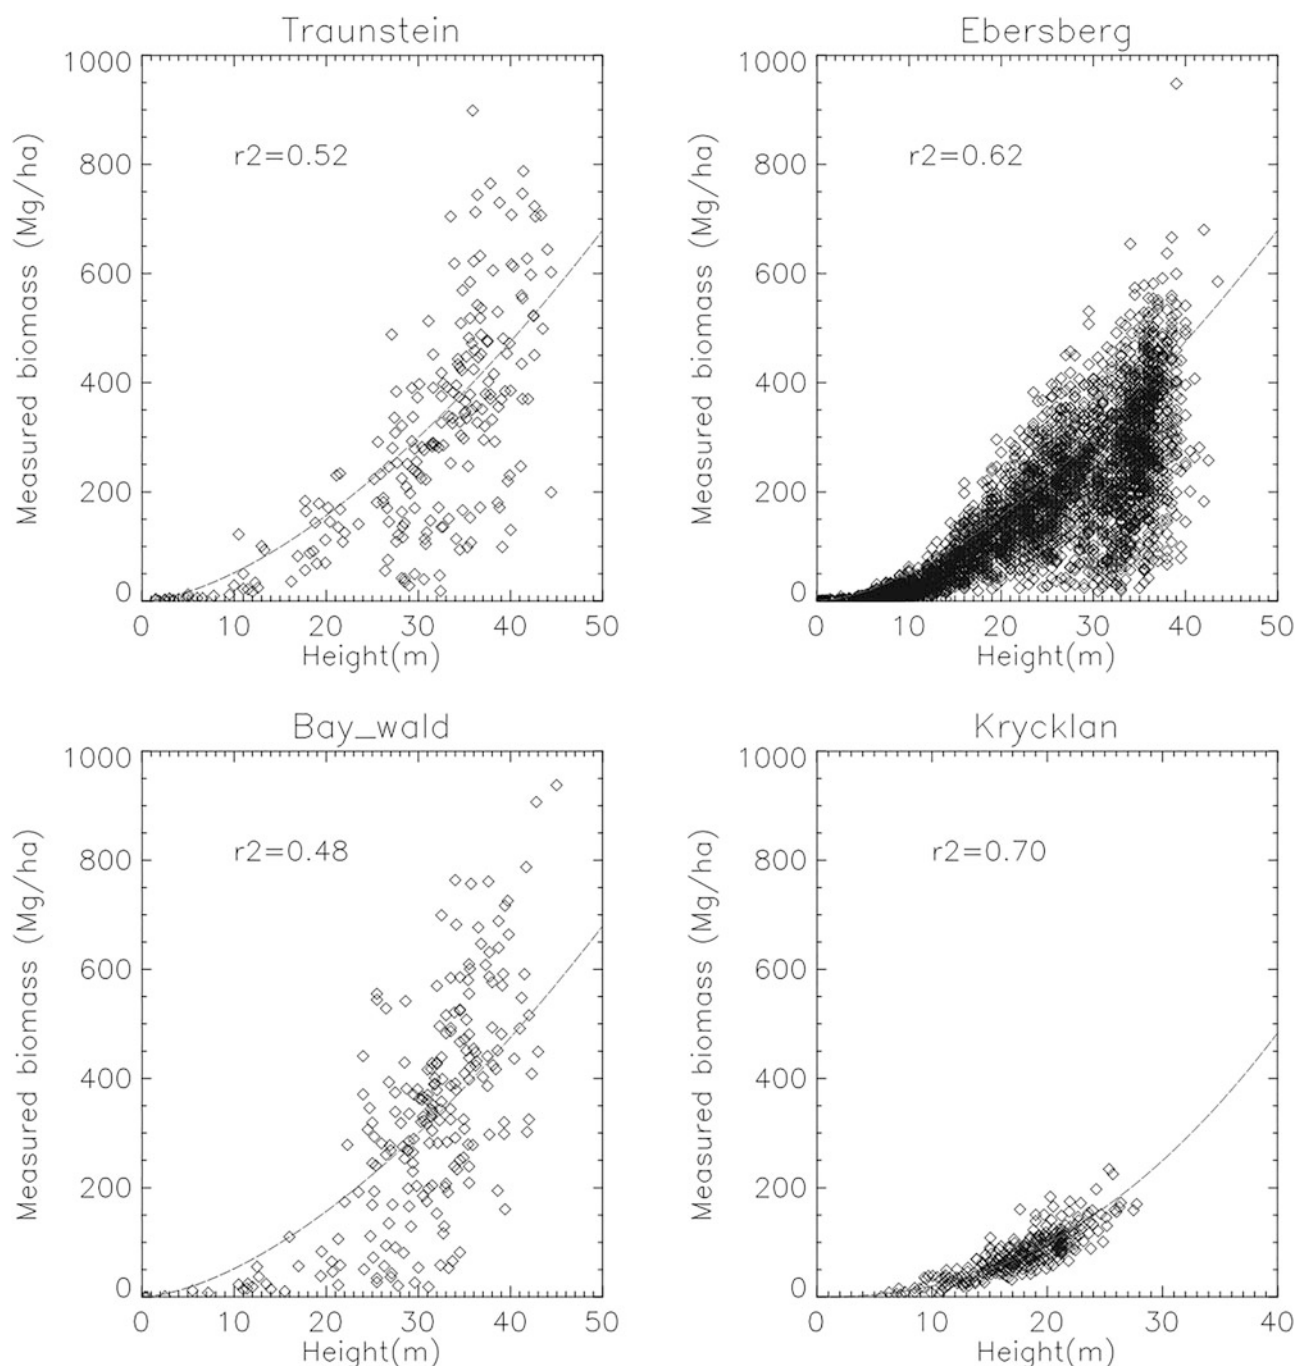 Traunstein
Ebersberg
1000
800
600
400
200
0
Measured biomass (Mg/ha)
r2=0.52
0 10 20 30 40 50
Height(m)
1000
800
600
400
200
0
Measured biomass (Mg/ha)
r2=0.62
0 10 20 30 40 50
Height(m)
Bay_wald
Krycklan
1000
800
600
400
200
0
Measured biomass (Mg/ha)
r2=0.48
0 10 20 30 40 50
Height(m)
1000
800
600
400
200
0
Measured biomass (Mg/ha)
r2=0.70
0 10 20 30 40
Height(m)